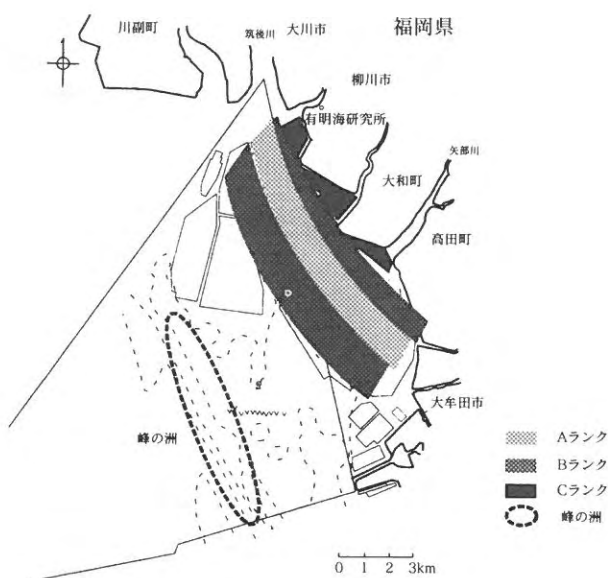 川副町
筑後川
大川市
福岡県
柳川市
有明海研究所
矢部川
大和町
高田町
大牟田市
峰の洲
Aランク
Bランク
Cランク
峰の洲
0 1 2 3km